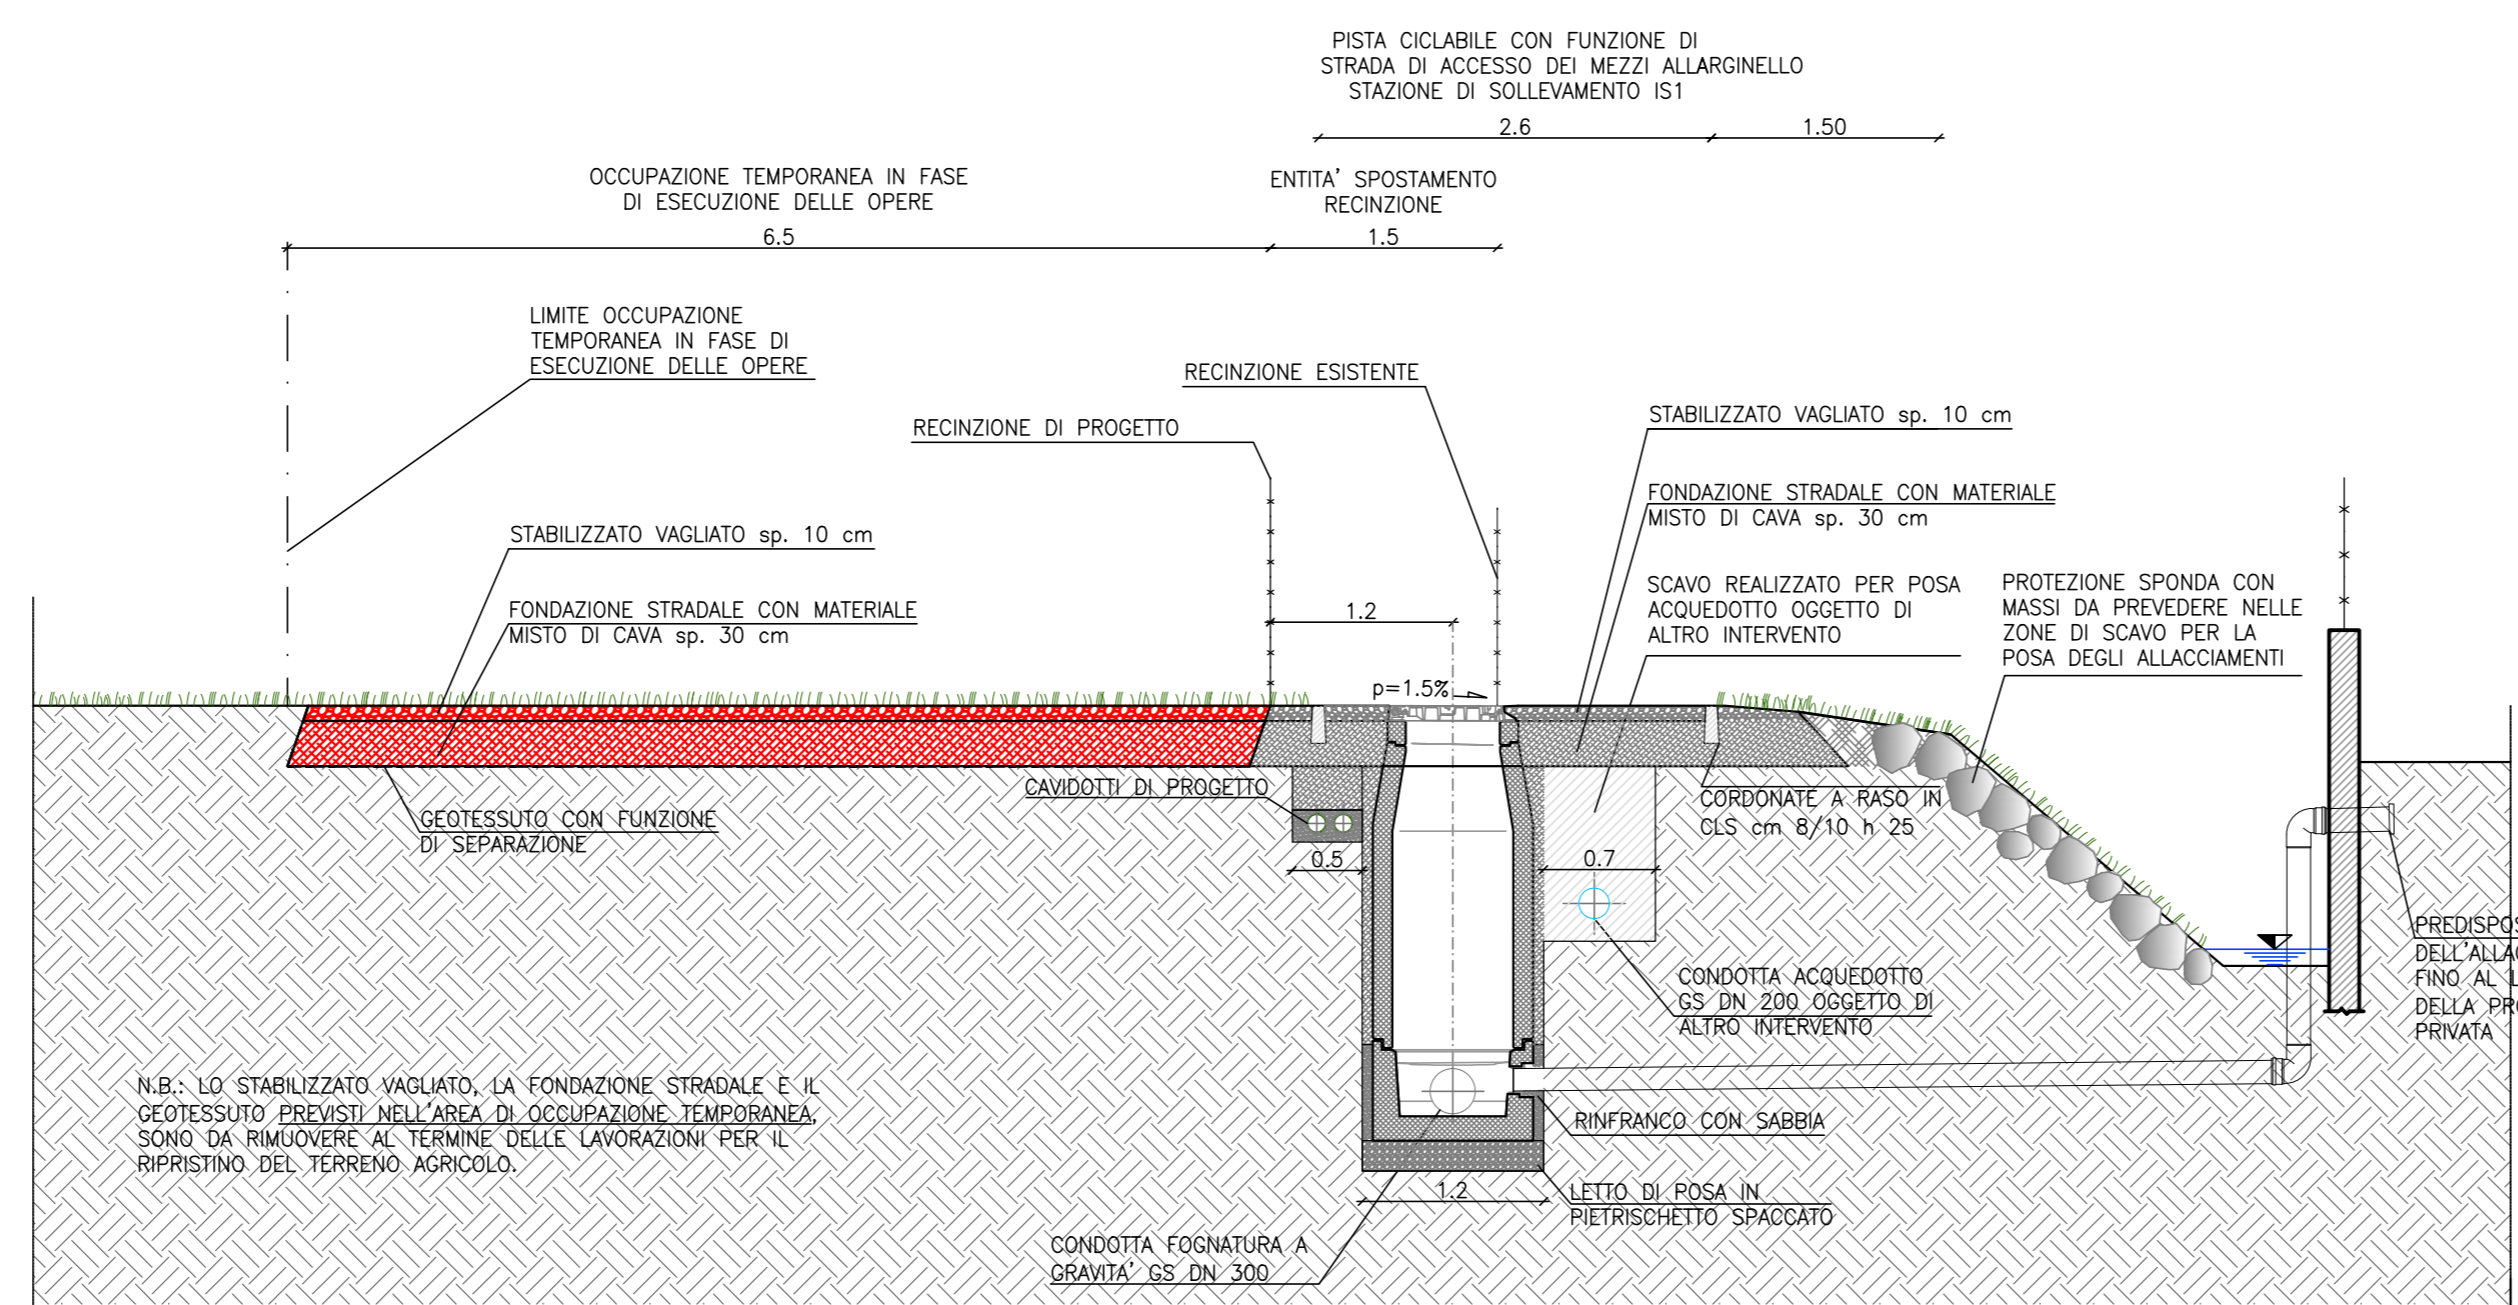 PISTA CICLABILE CON FUNZIONE DI
STRADA DI ACCESSO DEI MEZZI ALLARGINELLO
STAZIONE DI SOLLEVAMENTO IS1
2.6
1.50
OCCUPAZIONE TEMPORANEA IN FASE
DI ESECUZIONE DELLE OPERE
6.5
ENTITA' SPOSTAMENTO
RECINZIONE
1.5
LIMITE OCCUPAZIONE
TEMPORANEA IN FASE DI
ESECUZIONE DELLE OPERE
RECINZIONE ESISTENTE
RECINZIONE DI PROGETTO
STABILIZZATO VAGLIATO sp. 10 cm
FONDAZIONE STRADALE CON MATERIALE
MISTO DI CAVA sp. 30 cm
STABILIZZATO VAGLIATO sp. 10 cm
FONDAZIONE STRADALE CON MATERIALE
MISTO DI CAVA sp. 30 cm
SCAVO REALIZZATO PER POSA
ACQUEDOTTO OGGETTO DI
ALTRO INTERVENTO
PROTEZIONE SPONDA CON
MASSI DA PREVEDERE NELLE
ZONE DI SCAVO PER LA
POSA DEGLI ALLACCIAMENTI
1.2
p=1.5%
CAVIDOTTI DI PROGETTO
GEOTESSUTO CON FUNZIONE
DI SEPARAZIONE
CORDONATE A RASO IN
CLS cm 8/10 h 25
0.5
0.7
PREDISPOS
DELL'ALLAC
FINO AL L
DELLA PRO
PRIVATA
CONDOTTA ACQUEDOTTO
GS DN 200 OGGETTO DI
ALTRO INTERVENTO
N.B.: LO STABILIZZATO VAGLIATO, LA FONDAZIONE STRADALE E IL
GEOTESSUTO PREVISTI NELL'AREA DI OCCUPAZIONE TEMPORANEA,
SONO DA RIMUOVERE AL TERMINE DELLE LAVORAZIONI PER IL
RIPRISTINO DEL TERRENO AGRICOLO.
RINFRANCO CON SABBIA
1.2
LETTO DI POSA IN
PIETRISCHETTO SPACCATO
CONDOTTA FOGNATURA A
GRAVITA' GS DN 300